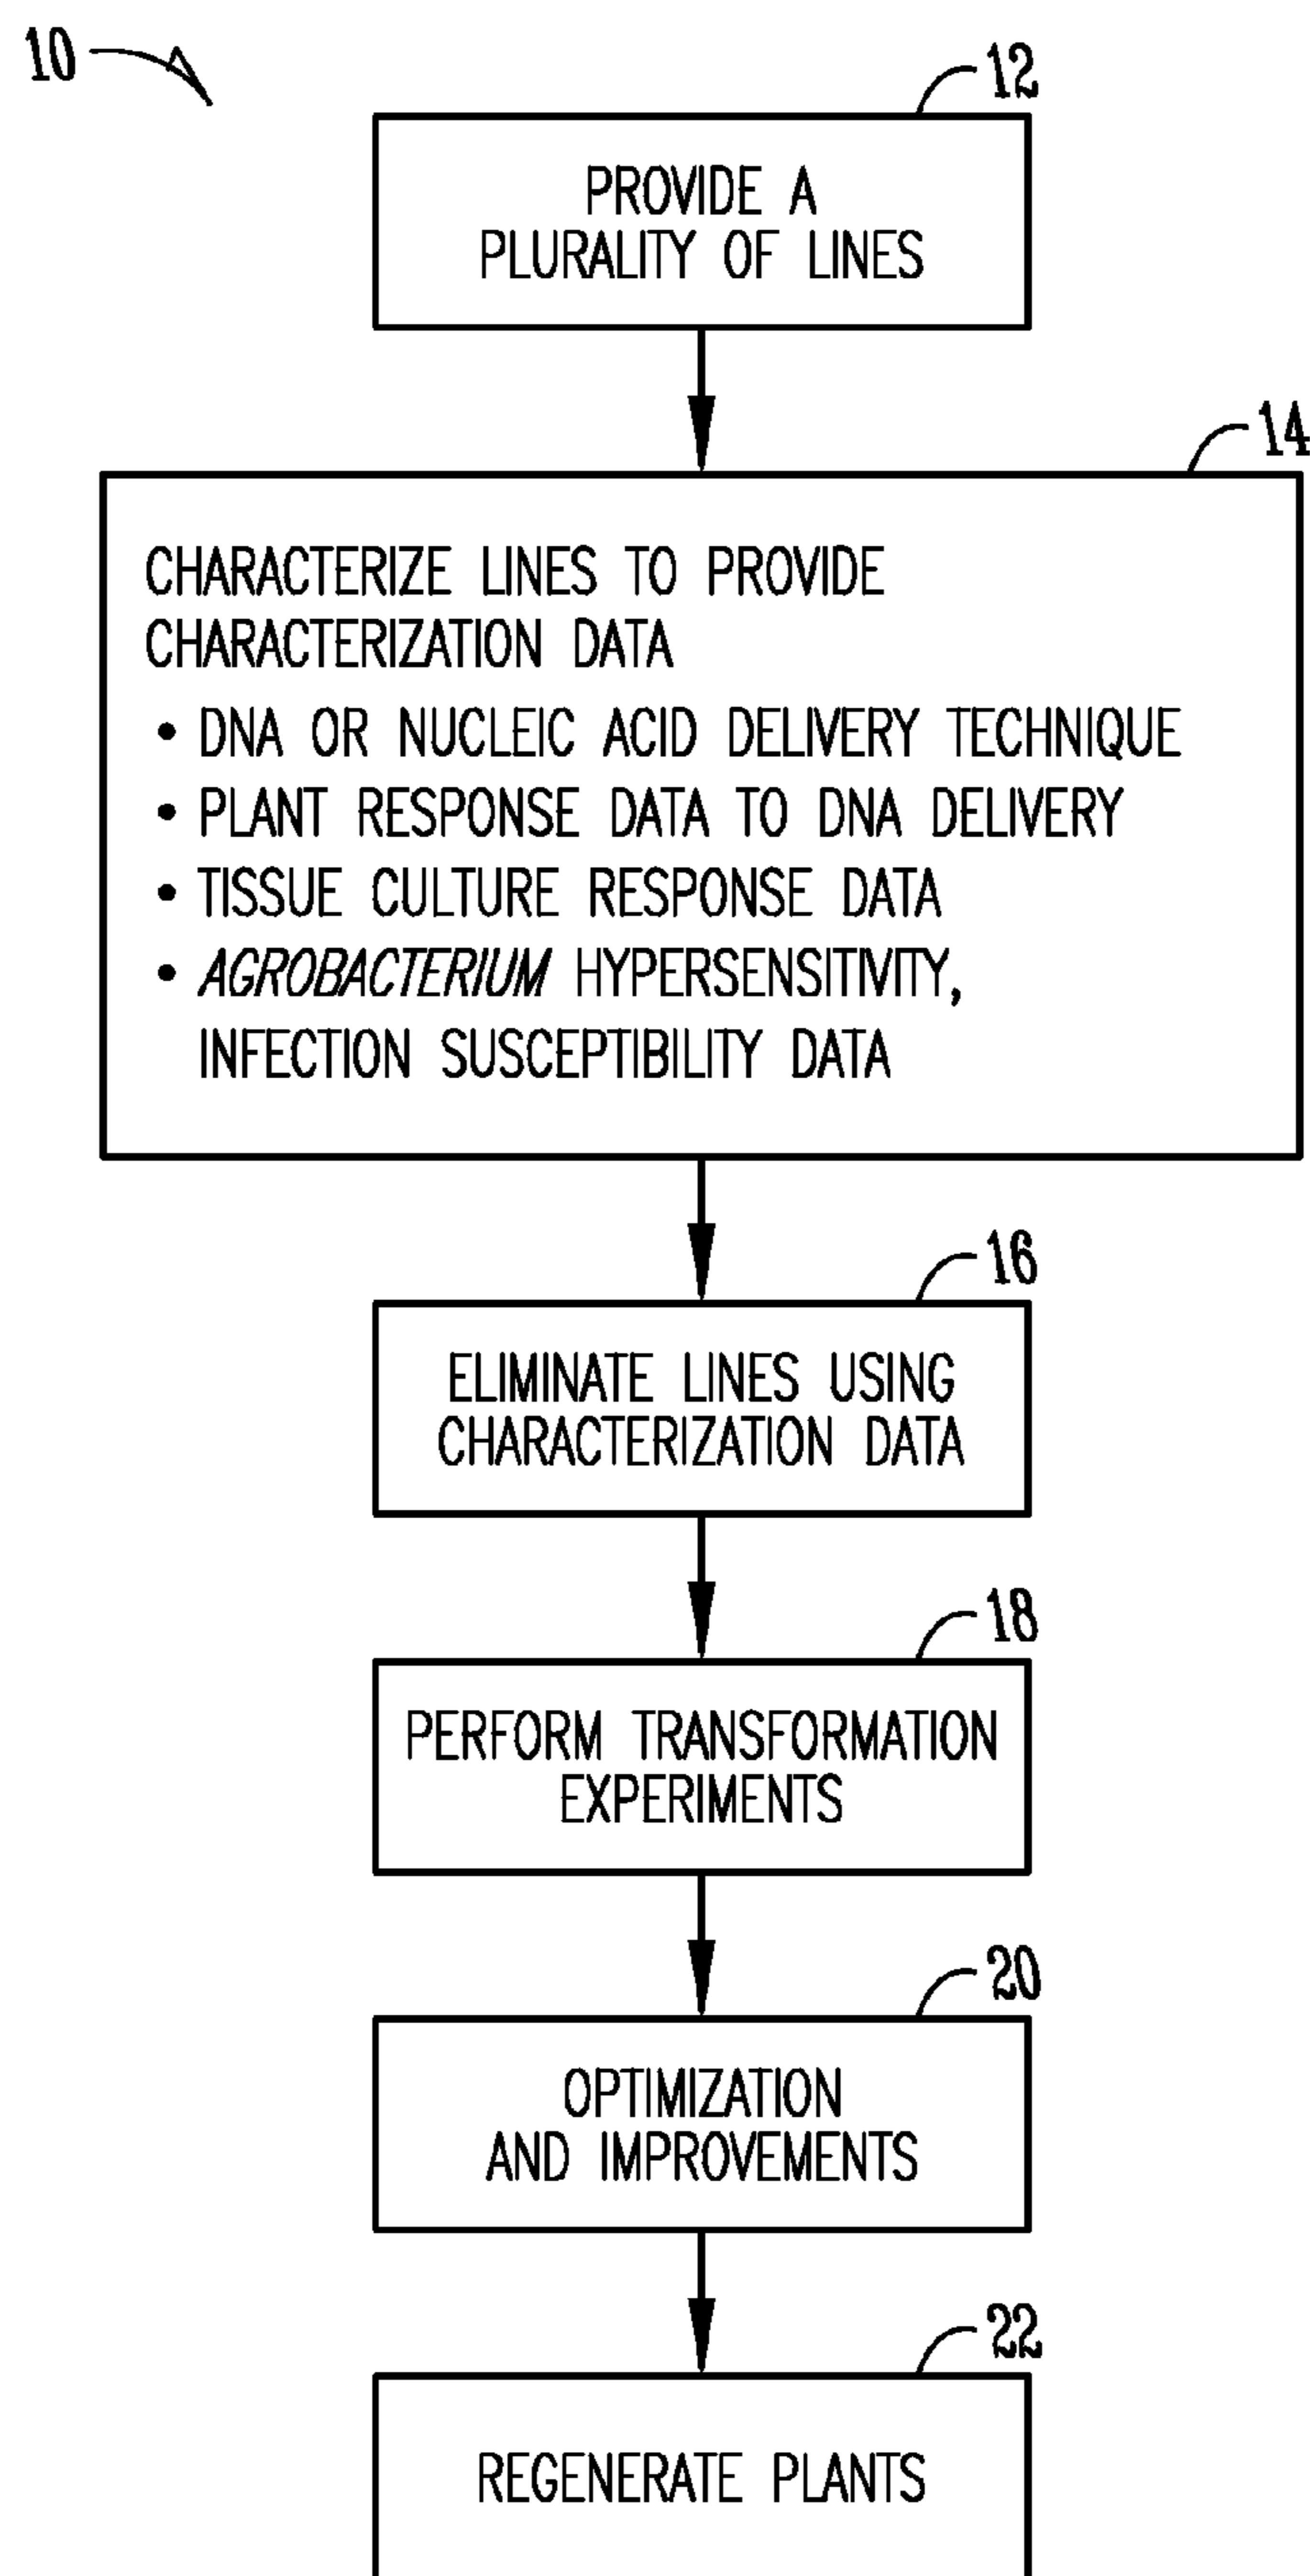 10
12
PROVIDE A
PLURALITY OF LINES
14
CHARACTERIZE LINES TO PROVIDE
CHARACTERIZATION DATA
• DNA OR NUCLEIC ACID DELIVERY TECHNIQUE
• PLANT RESPONSE DATA TO DNA DELIVERY
• TISSUE CULTURE RESPONSE DATA
• AGROBACTERIUM HYPERSENSITIVITY,
INFECTION SUSCEPTIBILITY DATA
16
ELIMINATE LINES USING
CHARACTERIZATION DATA
18
PERFORM TRANSFORMATION
EXPERIMENTS
20
OPTIMIZATION
AND IMPROVEMENTS
22
REGENERATE PLANTS